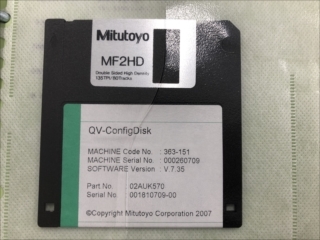 Mitutoyo
MF2HD
Double Sided High Density
135TPI/80Tracks
QV-ConfigDisk
MACHINE Code No. : 363-151
MACHINE Serial No. : 000260709
SOFTWARE Version : V.7.35
Part No. : 02AUK570
Serial No : 001810709-00
©Copyright Mitutoyo Corporation 2007